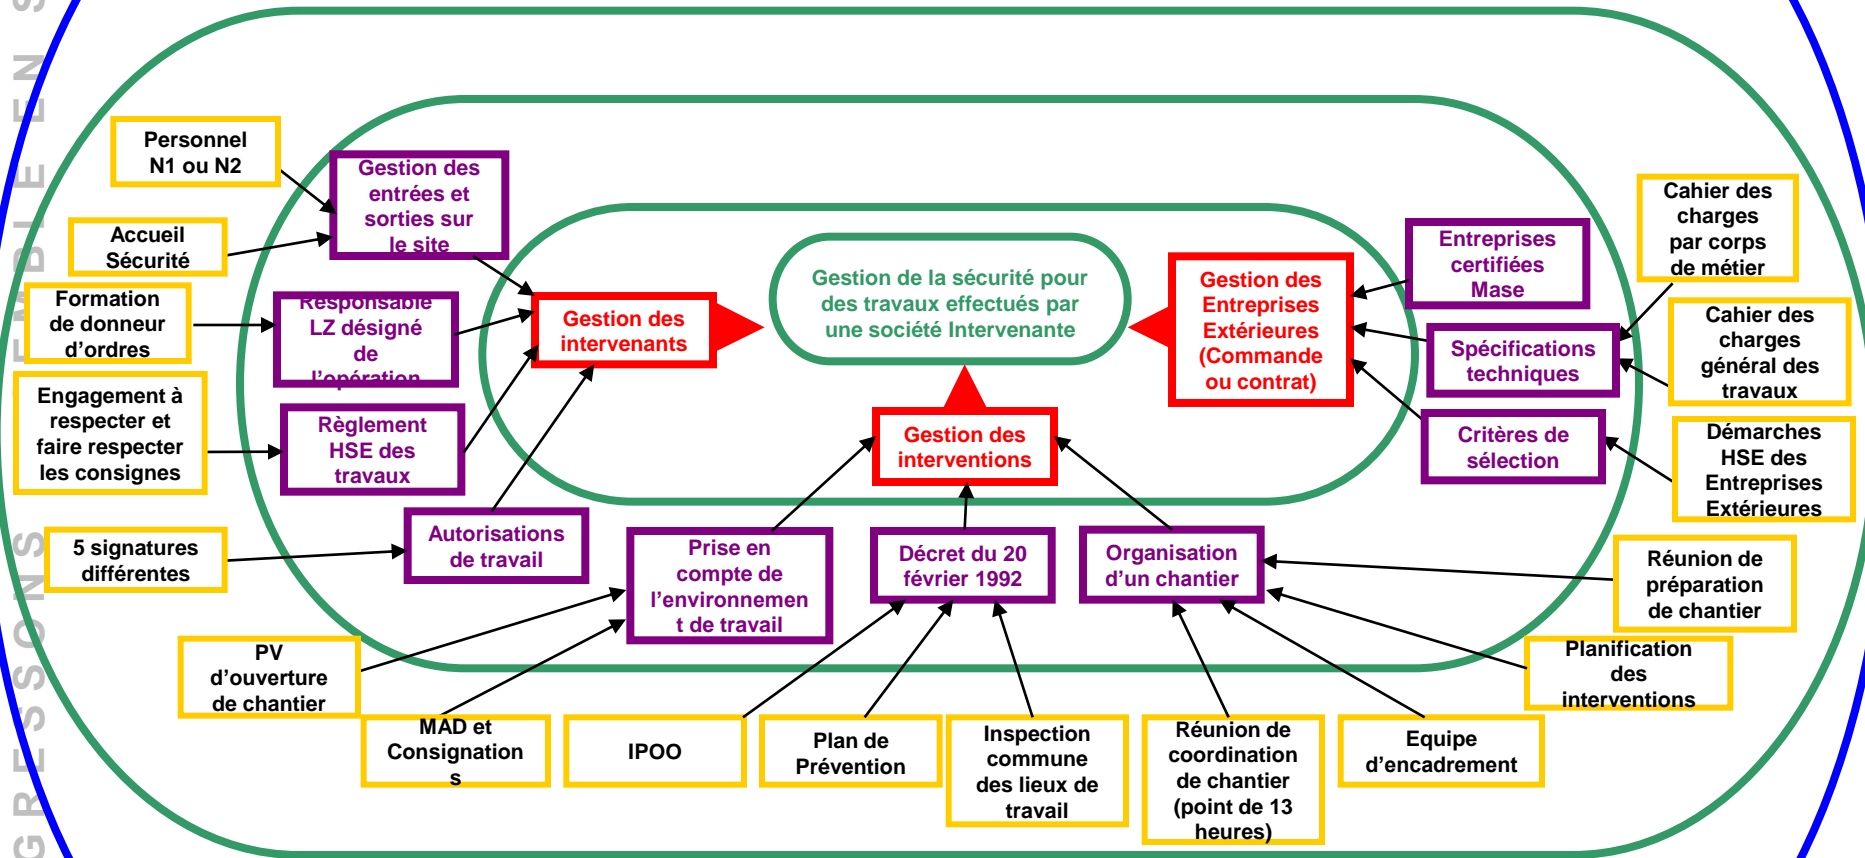 Personnel
N1 ou N2
Accueil
Sécurité
Formation
de donneur
d'ordres
Engagement à
respecter et
faire respecter
les consignes
5 signatures
différentes
Gestion des
entrées et
sorties sur
le site
Responsable
LZ désigné
de
l'opération
Règlement
HSE des
travaux
Autorisations
de travail
Gestion des
intervenants
Gestion de la sécurité pour
des travaux effectués par
une société Intervenante
Gestion des
interventions
Gestion des
Entreprises
Extérieures
(Commande
ou contrat)
Entreprises
certifiées
Mase
Spécifications
techniques
Critères de
sélection
Cahier des
charges
par corps
de métier
Cahier des
charges
général des
travaux
Démarches
HSE des
Entreprises
Extérieures
Prise en
compte de
l'environnemen
t de travail
Décret du 20
février 1992
Organisation
d'un chantier
Réunion de
préparation
de chantier
Planification
des
interventions
PV
d'ouverture
de chantier
MAD et
Consignation
s
IPOO
Plan de
Prévention
Inspection
commune
des lieux de
travail
Réunion de
coordination
de chantier
(point de 13
heures)
Equipe
d'encadrement
GRESSONS
EMBLE EN S